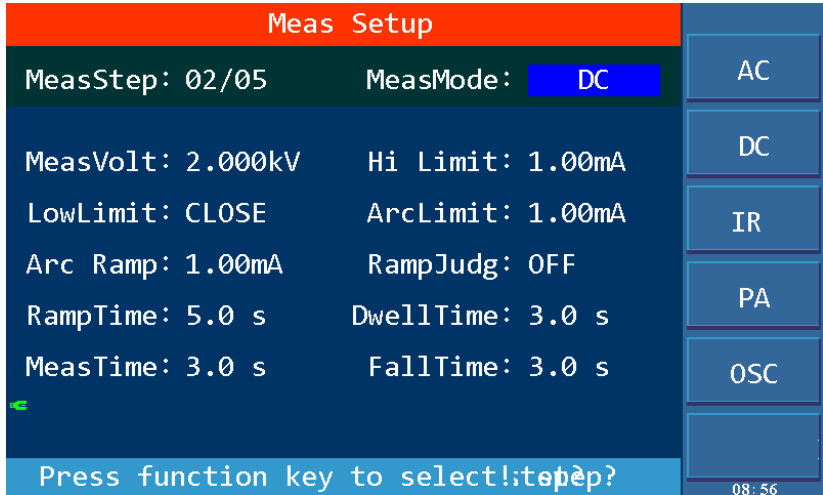 Meas Setup
MeasStep: 02/05 MeasMode: DC
MeasVolt: 2.000kV Hi Limit: 1.00mA
LowLimit: CLOSE ArcLimit: 1.00mA
Arc Ramp: 1.00mA RampJudg: OFF
RampTime: 5.0 s DwellTime: 3.0 s
MeasTime: 3.0 s FallTime: 3.0 s
Press function key to select!
AC
DC
IR
PA
OSC
08:56